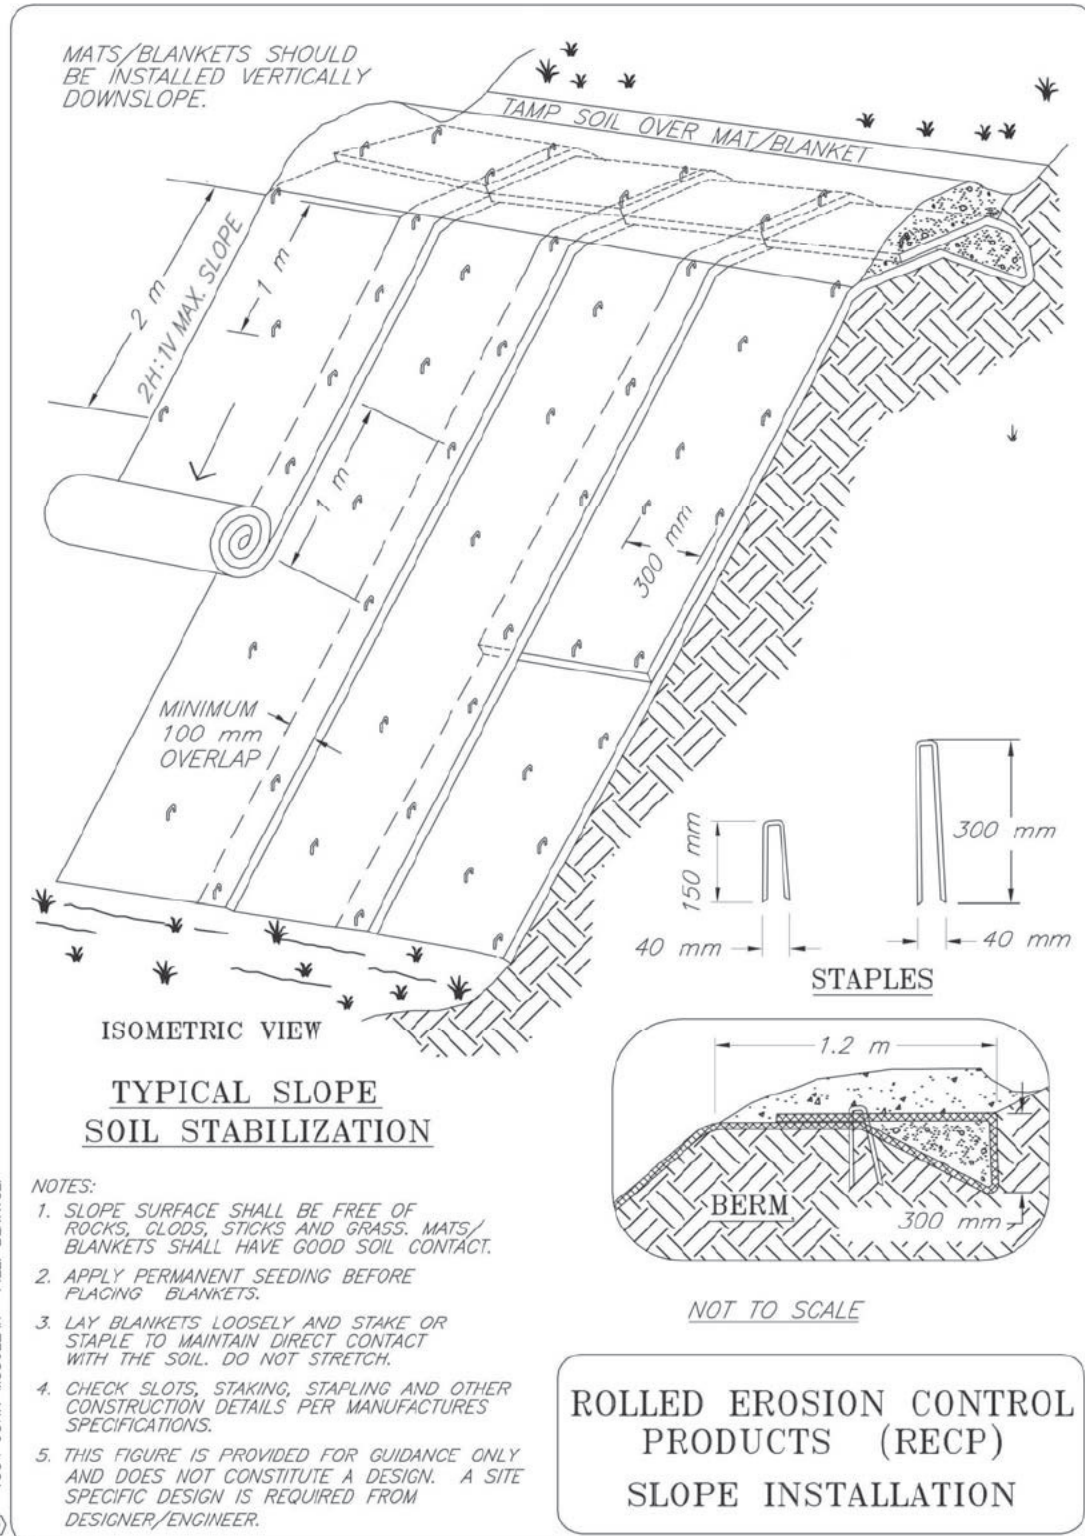 MATS/BLANKETS SHOULD
BE INSTALLED VERTICALLY
DOWNSLOPE.
TAMP SOIL OVER MAT/BLANKET
2 m
2H:1V MAX. SLOPE
1 m
1 m
300 mm
MINIMUM
100 mm
OVERLAP
150 mm
300 mm
40 mm
40 mm
STAPLES
ISOMETRIC VIEW
TYPICAL SLOPE
SOIL STABILIZATION
1.2 m
BERM
300 mm
NOT TO SCALE
NOTES:
1. SLOPE SURFACE SHALL BE FREE OF
ROCKS, CLODS, STICKS AND GRASS. MATS/
BLANKETS SHALL HAVE GOOD SOIL CONTACT.
2. APPLY PERMANENT SEEDING BEFORE
PLACING BLANKETS.
3. LAY BLANKETS LOOSELY AND STAKE OR
STAPLE TO MAINTAIN DIRECT CONTACT
WITH THE SOIL. DO NOT STRETCH.
4. CHECK SLOTS, STAKING, STAPLING AND OTHER
CONSTRUCTION DETAILS PER MANUFACTURES
SPECIFICATIONS.
5. THIS FIGURE IS PROVIDED FOR GUIDANCE ONLY
AND DOES NOT CONSTITUTE A DESIGN. A SITE
SPECIFIC DESIGN IS REQUIRED FROM
DESIGNER/ENGINEER.
ROLLED EROSION CONTROL
PRODUCTS (RECP)
SLOPE INSTALLATION